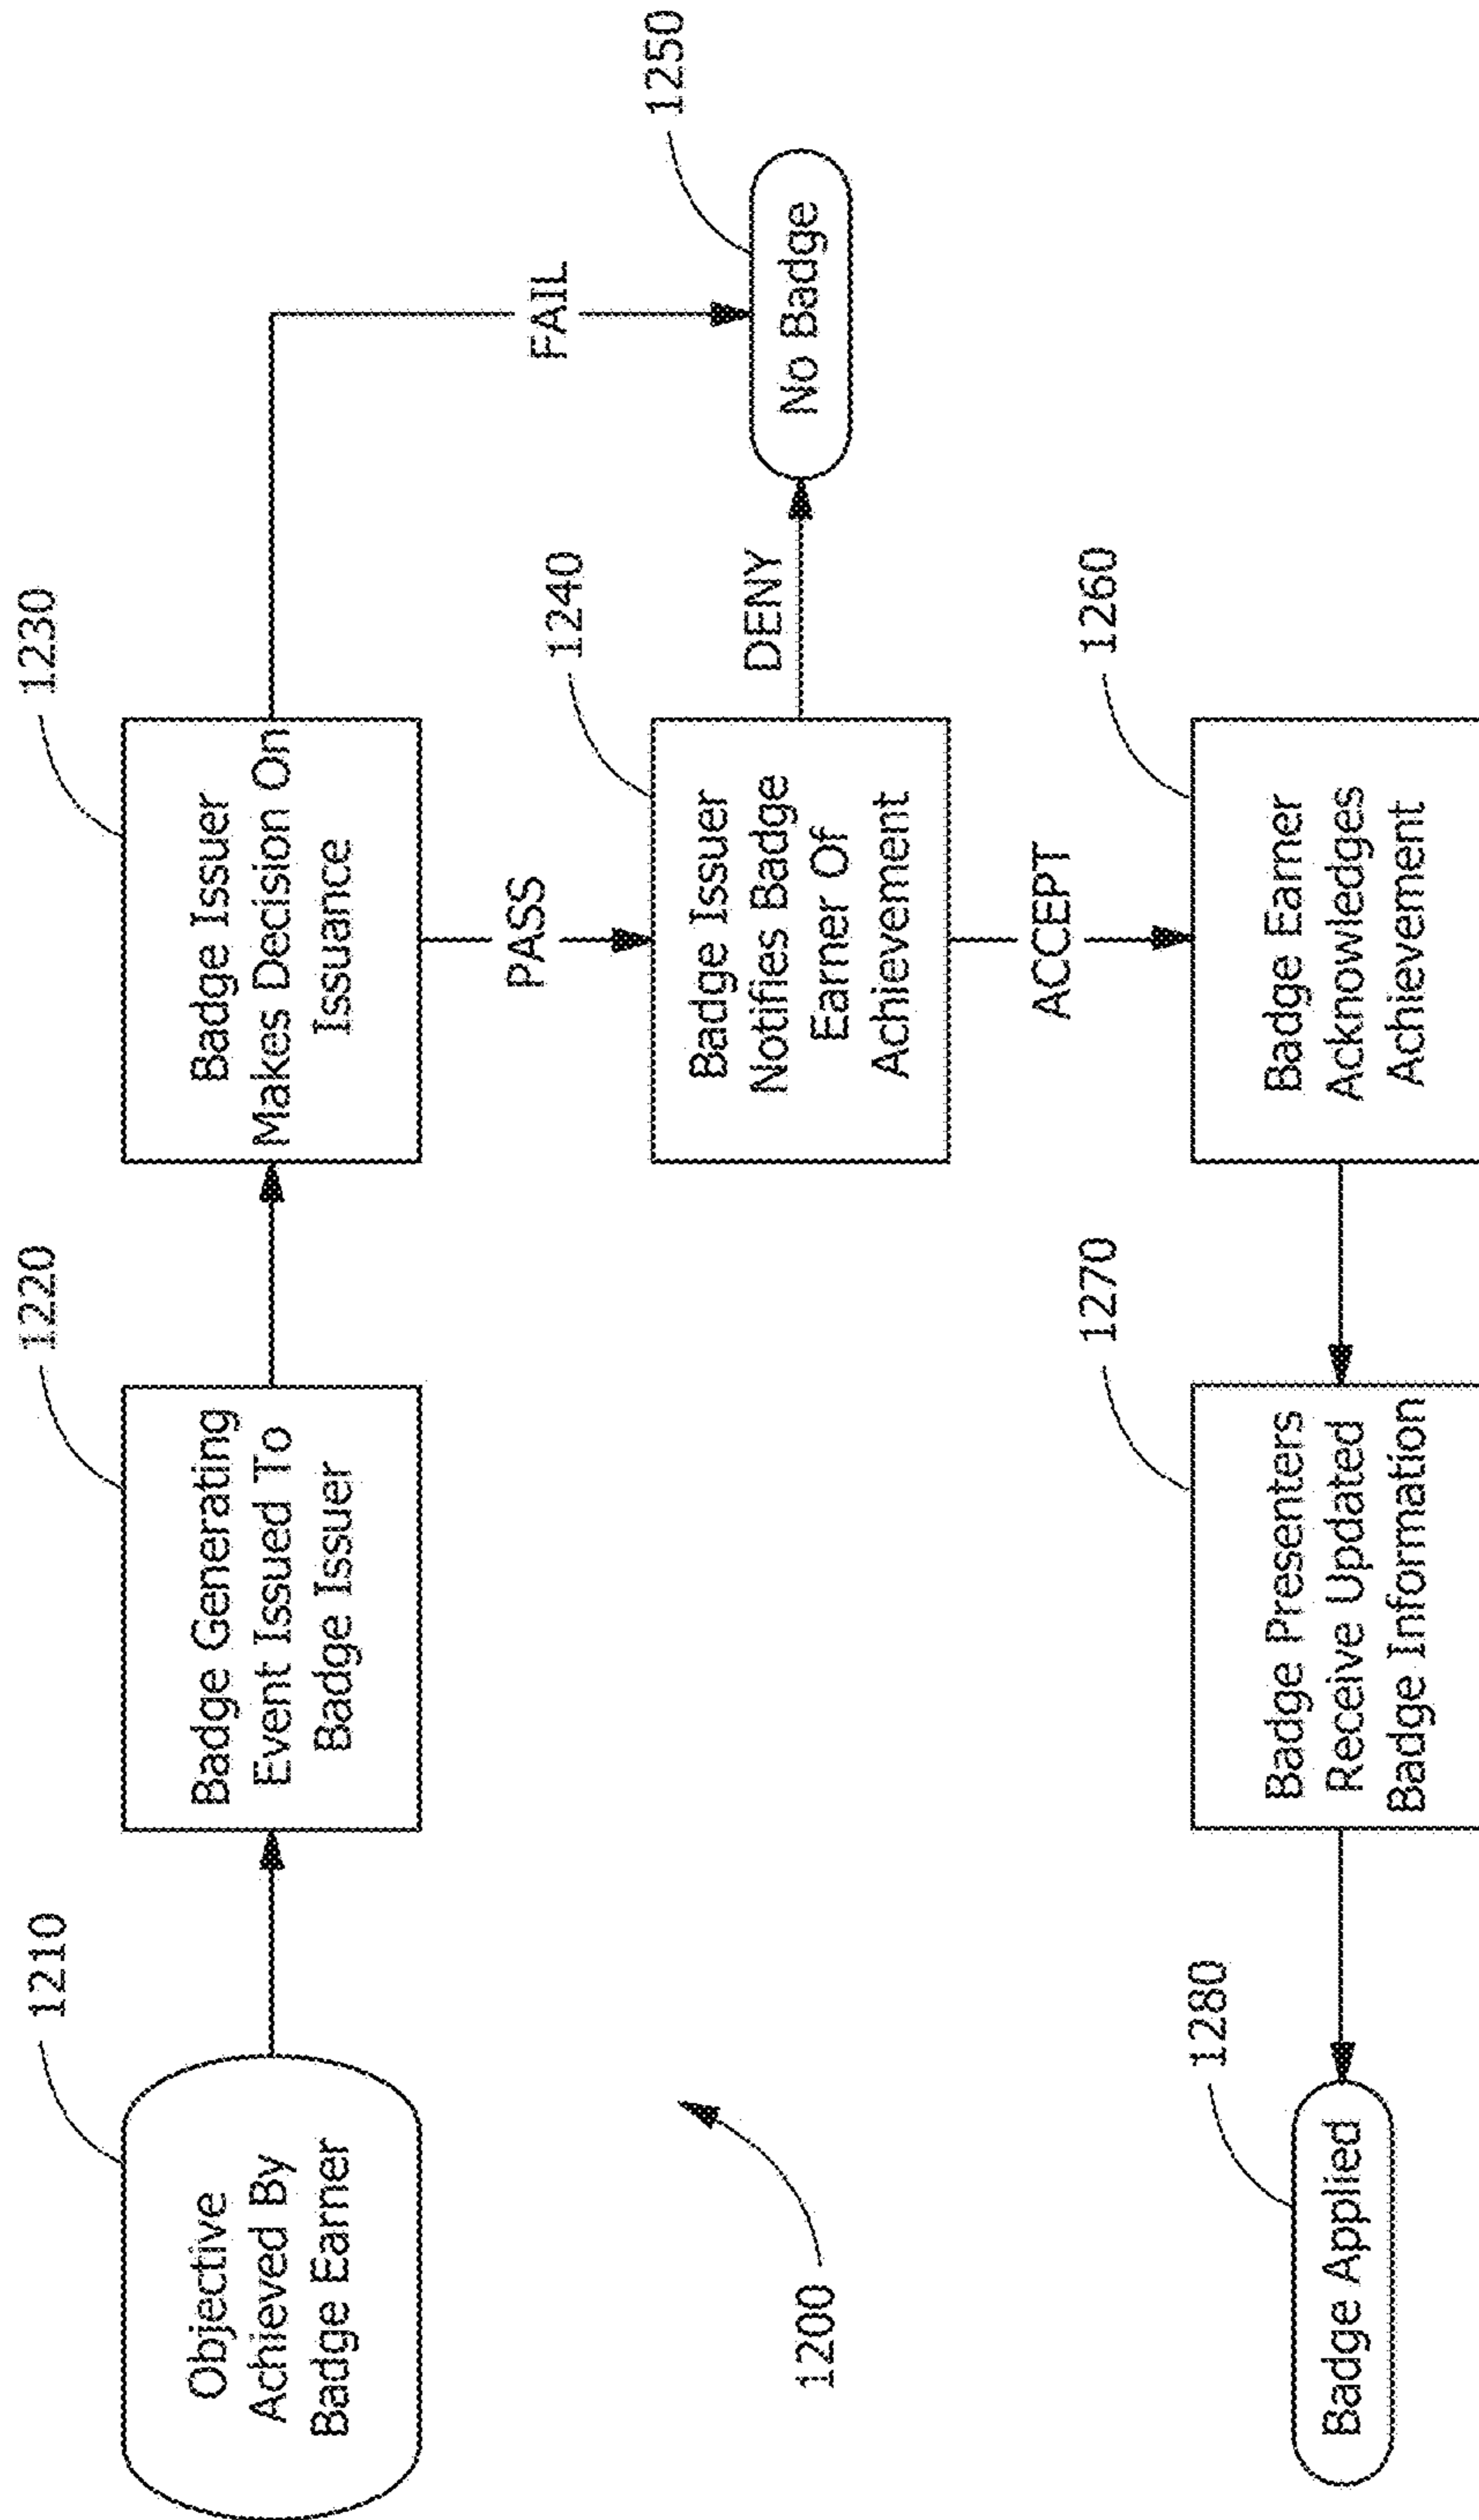 1210
Objective
Achieved By
Badge Earner
1220
Badge Generating
Event Issued To
Badge Issuer
1230
Badge Issuer
Makes Decision On
Issuance
FAIL
PASS
1240
Badge Issuer
Notifies Badge
Earner Of
Achievement
DENY
1250
No Badge
1200
ACCEPT
1280
Badge Applied
1270
Badge Presenters
Receive Updated
Badge Information
1260
Badge Earner
Acknowledges
Achievement